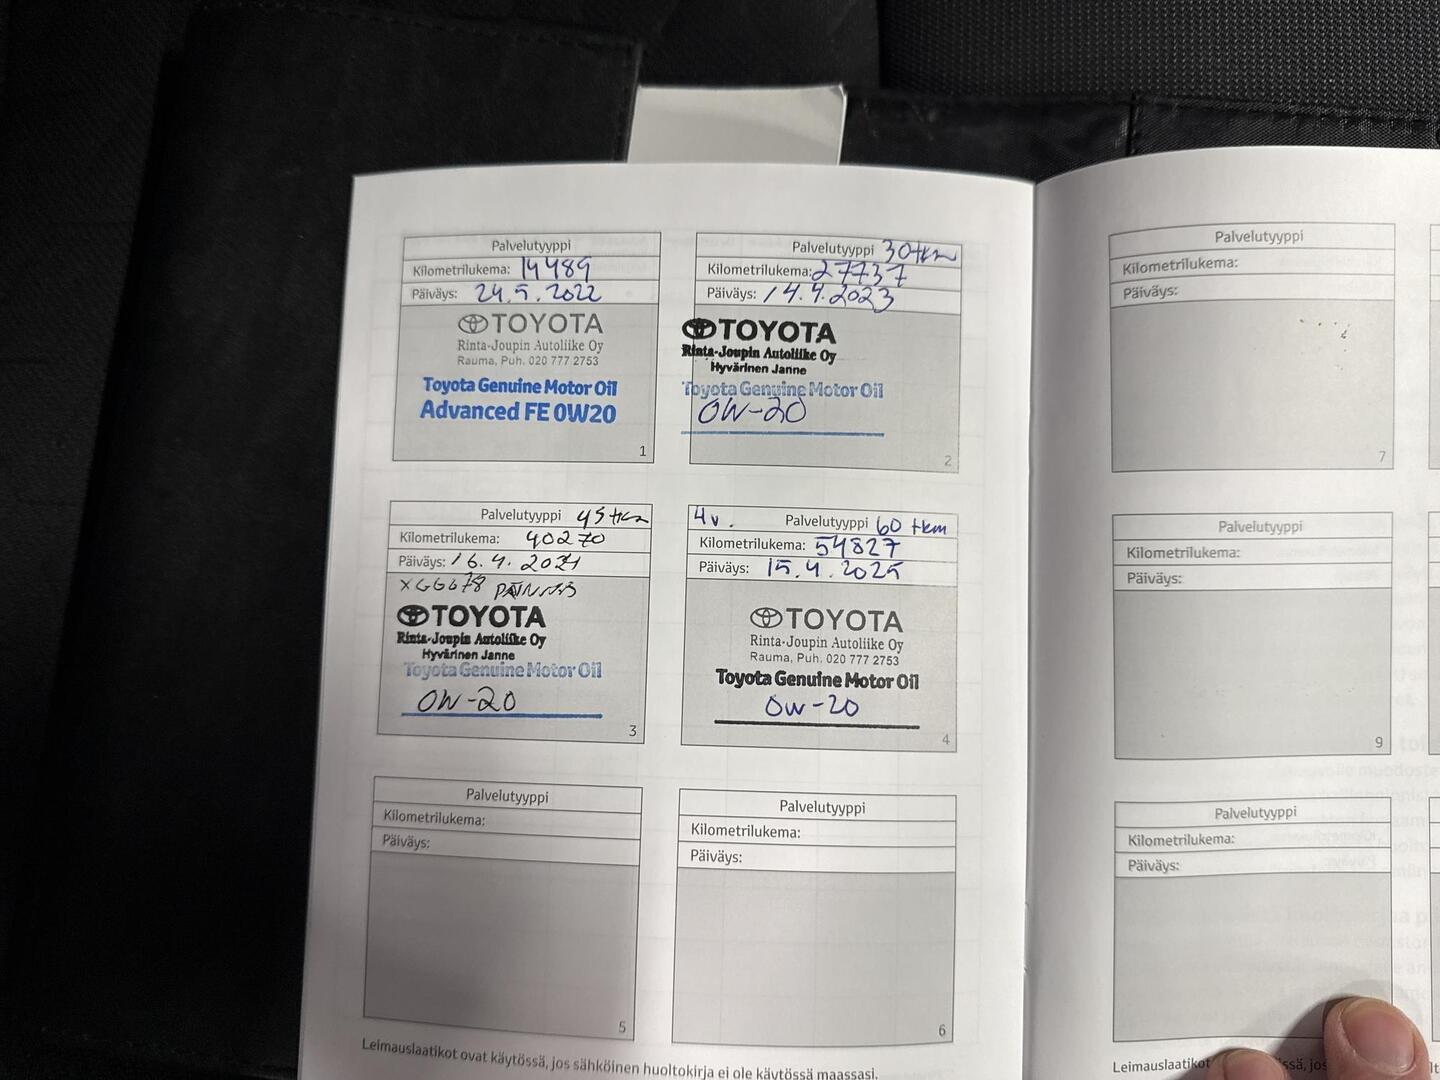 Palvelutyyppi
Kilometrilukema: 14489
Päiväys: 24.5.2022
TOYOTA
Rinta-Joupin Autoliike Oy
Rauma, Puh. 020 777 2753
Toyota Genuine Motor Oil
Advanced FE 0W20
1
Palvelutyyppi 30tkm
Kilometrilukema: 27737
Päiväys: 14.4.2023
TOYOTA
Rinta-Joupin Autoliike Oy
Hyvärinen Janne
Toyota Genuine Motor Oil
0W-20
2
Palvelutyyppi 45 tkm
Kilometrilukema: 40270
Päiväys: 16.4.
TOYOTA
Rinta-Joupin Autoliike Oy
Hyvärinen Janne
Toyota Genuine Motor Oil
0W-20
3
4v. Palvelutyyppi 60 tkm
Kilometrilukema: 54827
Päiväys: 15.4.2025
TOYOTA
Rinta-Joupin Autoliike Oy
Rauma, Puh. 020 777 2753
Toyota Genuine Motor Oil
0w-20
4
Palvelutyyppi
Kilometrilukema:
Päiväys:
5
Palvelutyyppi
Kilometrilukema:
Päiväys:
6
Leimauslaatikot ovat käytössä, jos sähköinen huoltokirja ei ole käytössä maassasi.
Palvelutyyppi
Kilometrilukema:
Päiväys:
7
Palvelutyyppi
Kilometrilukema:
Päiväys:
9
Palvelutyyppi
Kilometrilukema:
Päiväys:
Leimauslaatikot